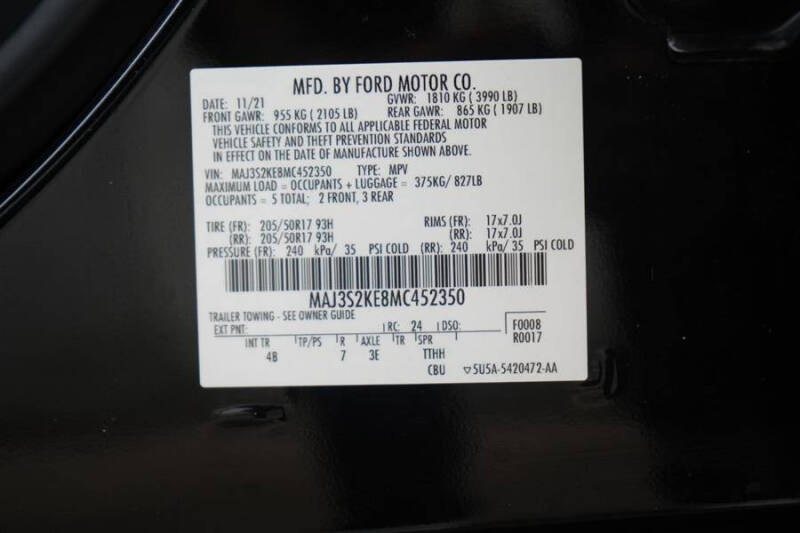 MFD. BY FORD MOTOR CO.
DATE: 11/21 GVWR: 1810 KG ( 3990 LB)
FRONT GAWR: 955 KG ( 2105 LB) REAR GAWR: 865 KG ( 1907 LB)
THIS VEHICLE CONFORMS TO ALL APPLICABLE FEDERAL MOTOR
VEHICLE SAFETY AND THEFT PREVENTION STANDARDS
IN EFFECT ON THE DATE OF MANUFACTURE SHOWN ABOVE.
VIN: MAJ3S2KE8MC452350 TYPE: MPV
MAXIMUM LOAD = OCCUPANTS + LUGGAGE = 375KG/ 827LB
OCCUPANTS = 5 TOTAL; 2 FRONT, 3 REAR
TIRE (FR): 205/50R17 93H RIMS (FR): 17x7.0J
(RR): 205/50R17 93H (RR): 17x7.0J
PRESSURE (FR): 240 kPa/ 35 PSI COLD (RR): 240 kPa/ 35 PSI COLD
MAJ3S2KE8MC452350
TRAILER TOWING - SEE OWNER GUIDE
EXT PNT: RC: 24 DSO: F0008
R0017
INT TR TP/PS R AXLE TR SPR
4B 7 3E TTHH
CBU ▽5U5A-5420472-AA